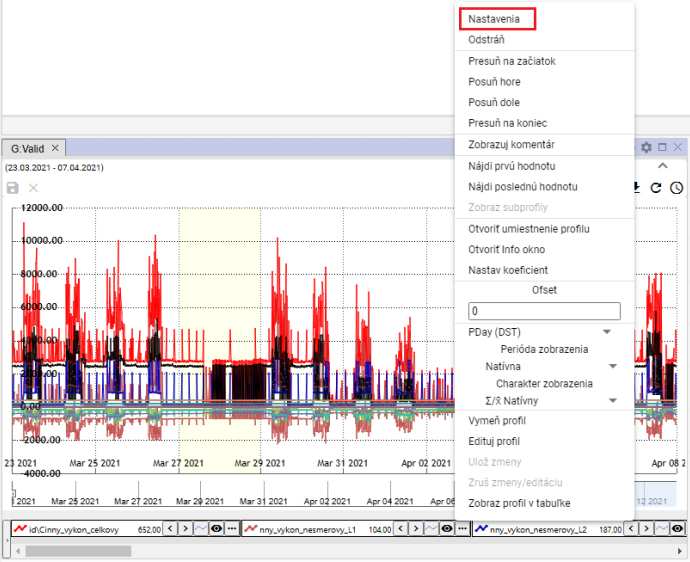 Nastavenia
Odstráň
Presuň na začiatok
Posuň hore
Posuň dole
Presuň na koniec
Zobrazuj komentár
Nájdi prvú hodnotu
Nájdi poslednú hodnotu
Zobraz subprofily
Otvoriť umiestnenie profilu
Otvoriť Info okno
Nastav koeficient
Ofset
0
PDay (DST)
Perióda zobrazenia
Natívna
Charakter zobrazenia
Σ/x̄ Natívny
Vymeň profil
Edituj profil
Ulož zmeny
Zruš zmeny/editáciu
Zobraz profil v tabuľke
G:Valid
(23.03.2021 - 07.04.2021)
12000.00
10000.00
8000.00
6000.00
4000.00
2000.00
0.00
-2000.00
-4000.00
23 2021 Mar 25 2021 Mar 27 2021 Mar 29 2021 Mar 31 2021 Apr 02 2021 Apr 08 2
2021 Mar 25 2021 Mar 27 2021 Mar 29 2021 Mar 31 2021 Apr 02 2021 Apr 04 2021 Apr 06 12 2021
id\Cinny_vykon_celkovy 652.00 nny_vykon_nesmerovy_L1 104.00 nny_vykon_nesmerovy_L2 187.00